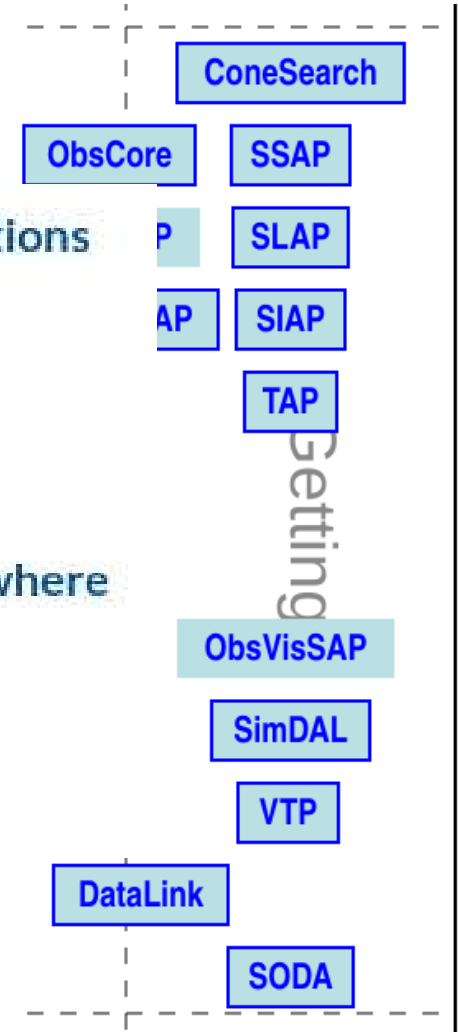 ConeSearch
ObsCore SSAP
tions P SLAP
AP SIAP
TAP
Getting
where
ObsVisSAP
SimDAL
VTP
DataLink
SODA